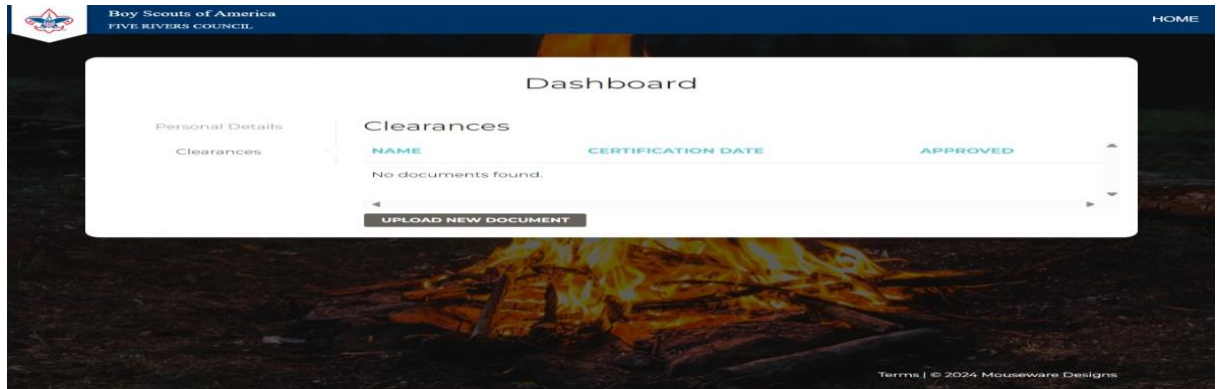 Boy Scouts of America
FIVE RIVERS COUNCIL
HOME
Dashboard
Personal Details
Clearances
Clearances
NAME CERTIFICATION DATE APPROVED
No documents found.
UPLOAD NEW DOCUMENT
Terms | © 2024 Mouseware Designs